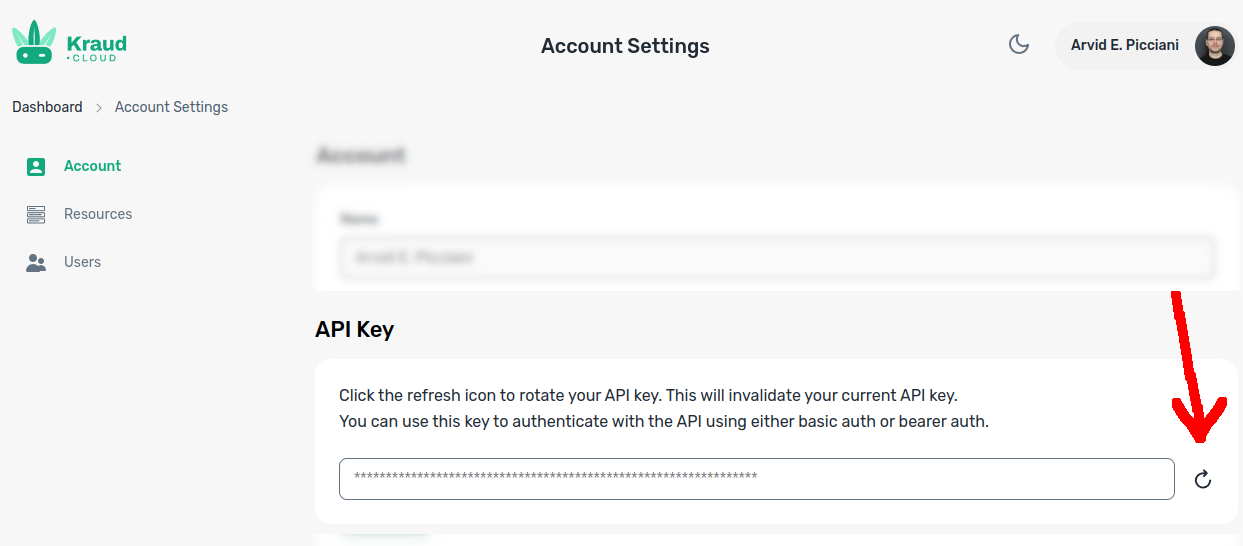 Kraud
CLOUD
Account Settings
Arvid E. Picciani
Dashboard > Account Settings
Account
Resources
Users
Account
Name
Arvid E. Picciani
API Key
Click the refresh icon to rotate your API key. This will invalidate your current API key.
You can use this key to authenticate with the API using either basic auth or bearer auth.
****************************************************************